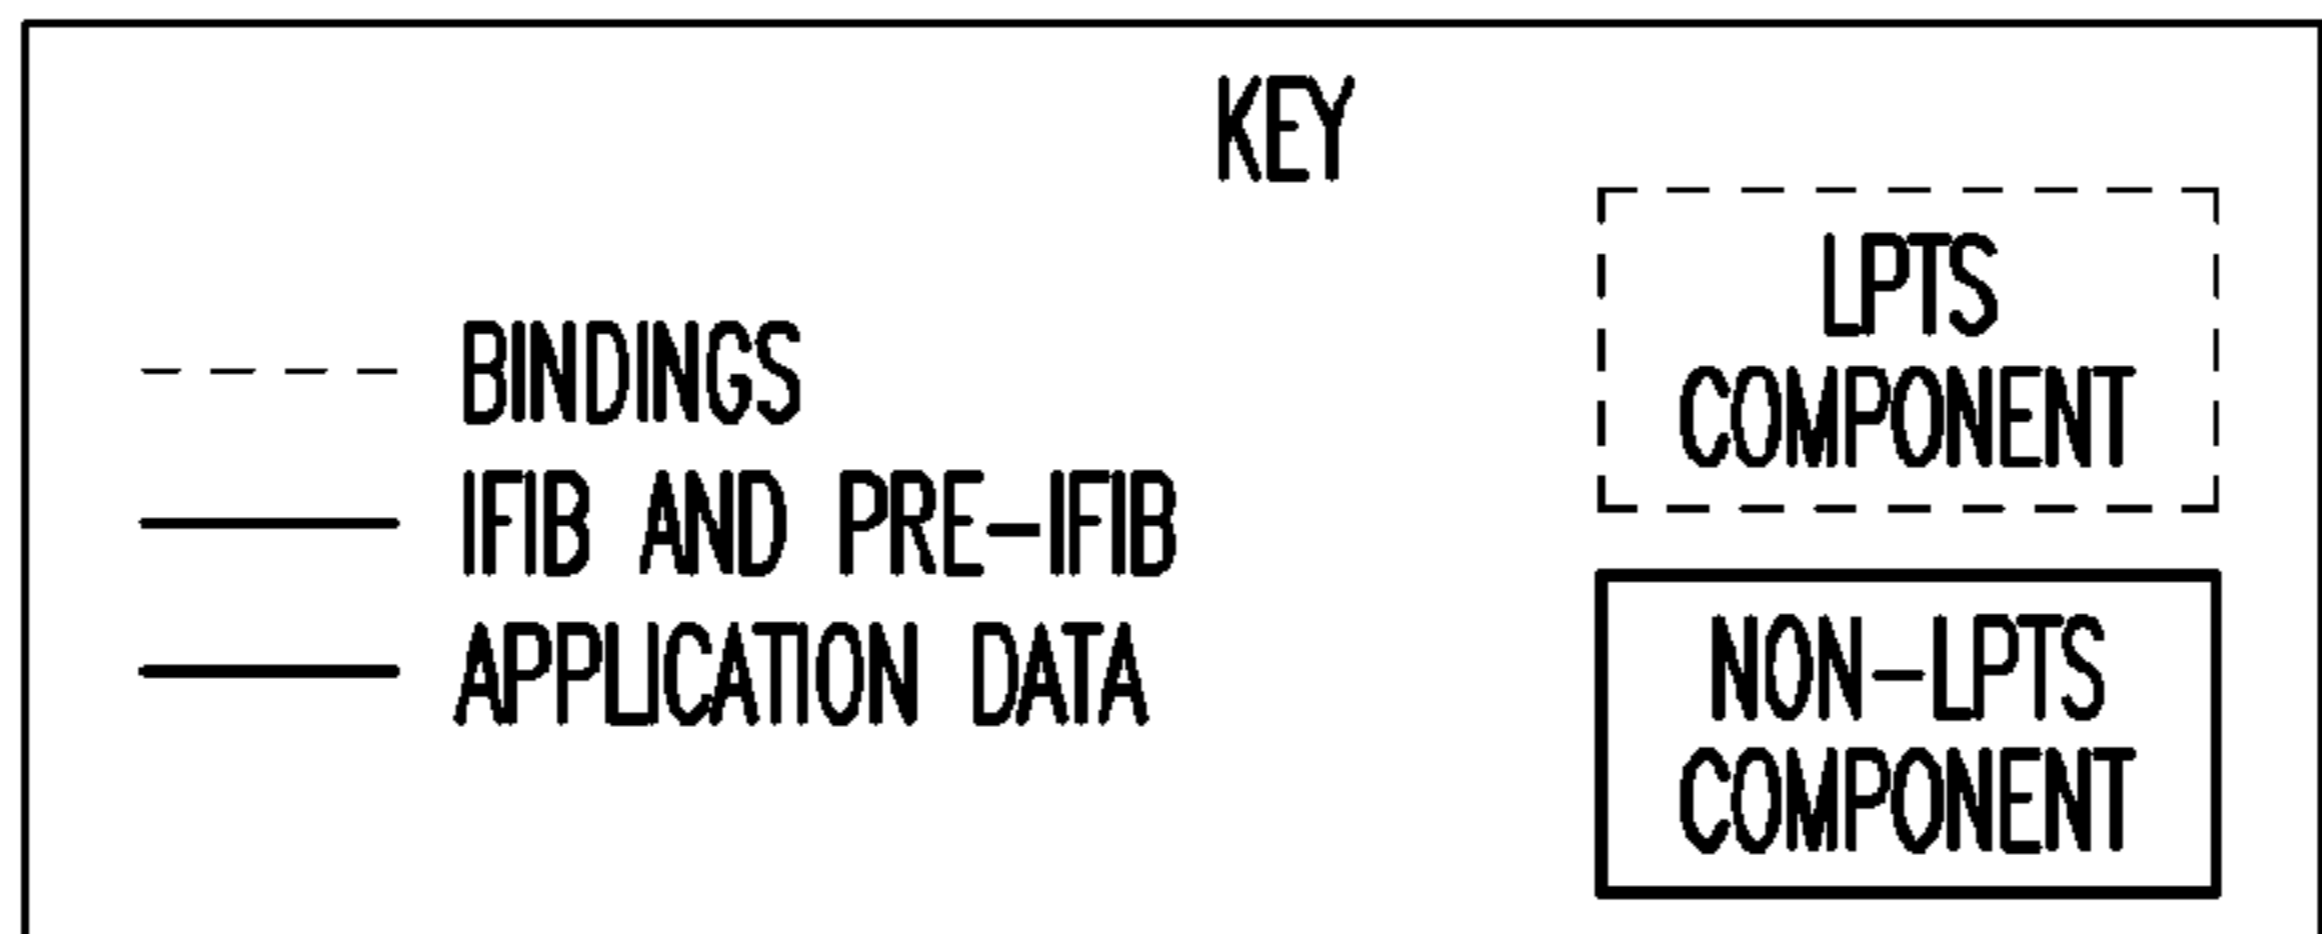 KEY
BINDINGS
IFIB AND PRE-IFIB
APPLICATION DATA
LPTS
COMPONENT
NON-LPTS
COMPONENT